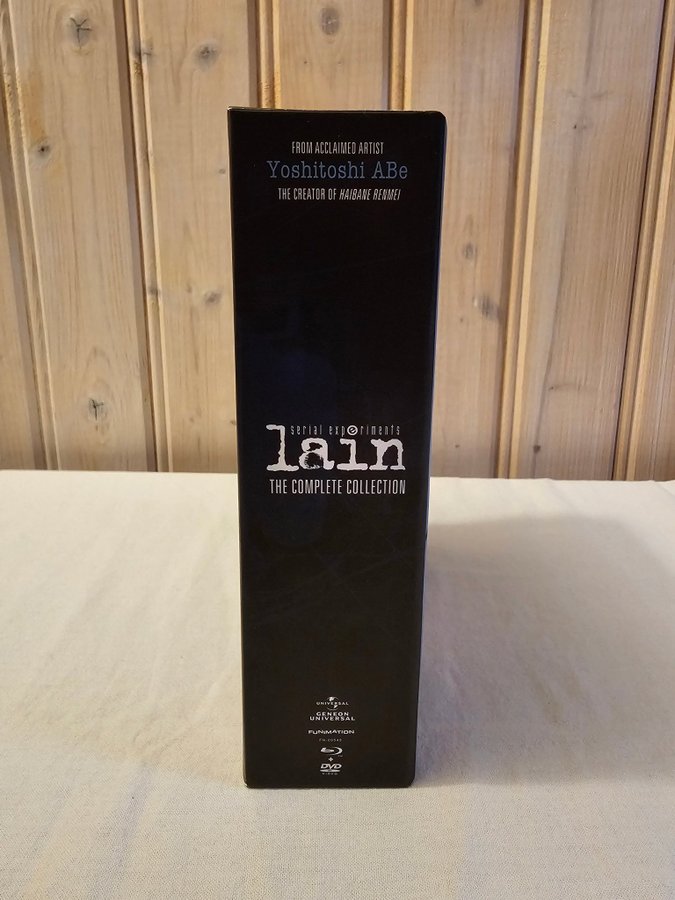 FROM ACCLAIMED ARTIST
Yoshitoshi ABe
THE CREATOR OF HAIBANE RENMEI
serial experiments
lain
THE COMPLETE COLLECTION
UNIVERSAL
GENEON
UNIVERSAL
FUNIMATION
+
DVD
VIDEO